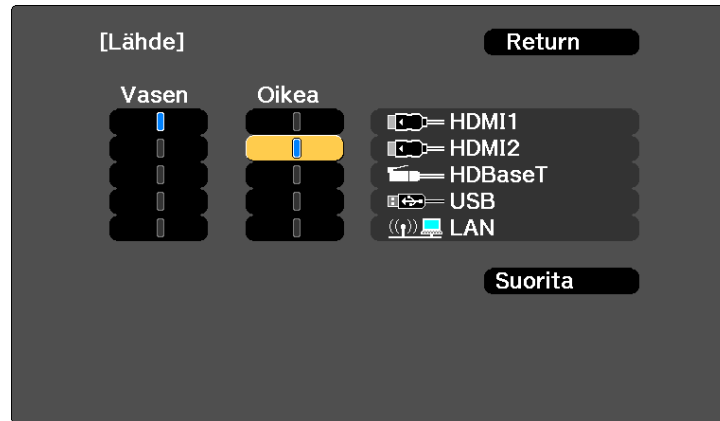 [Lähde] Return
Vasen Oikea
HDMI1
HDMI2
HDBaseT
USB
LAN
Suorita